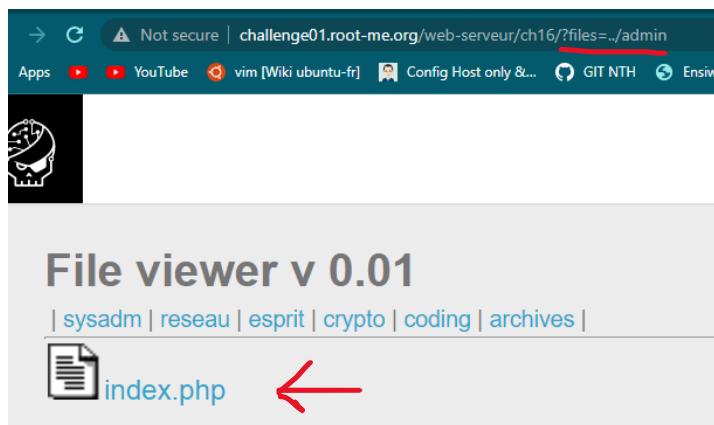 Not secure | challenge01.root-me.org/web-serveur/ch16/?files=../admin
Apps YouTube vim [Wiki ubuntu-fr] Config Host only &... GIT NTH Ensiw
File viewer v 0.01
| sysadm | reseau | esprit | crypto | coding | archives |
index.php